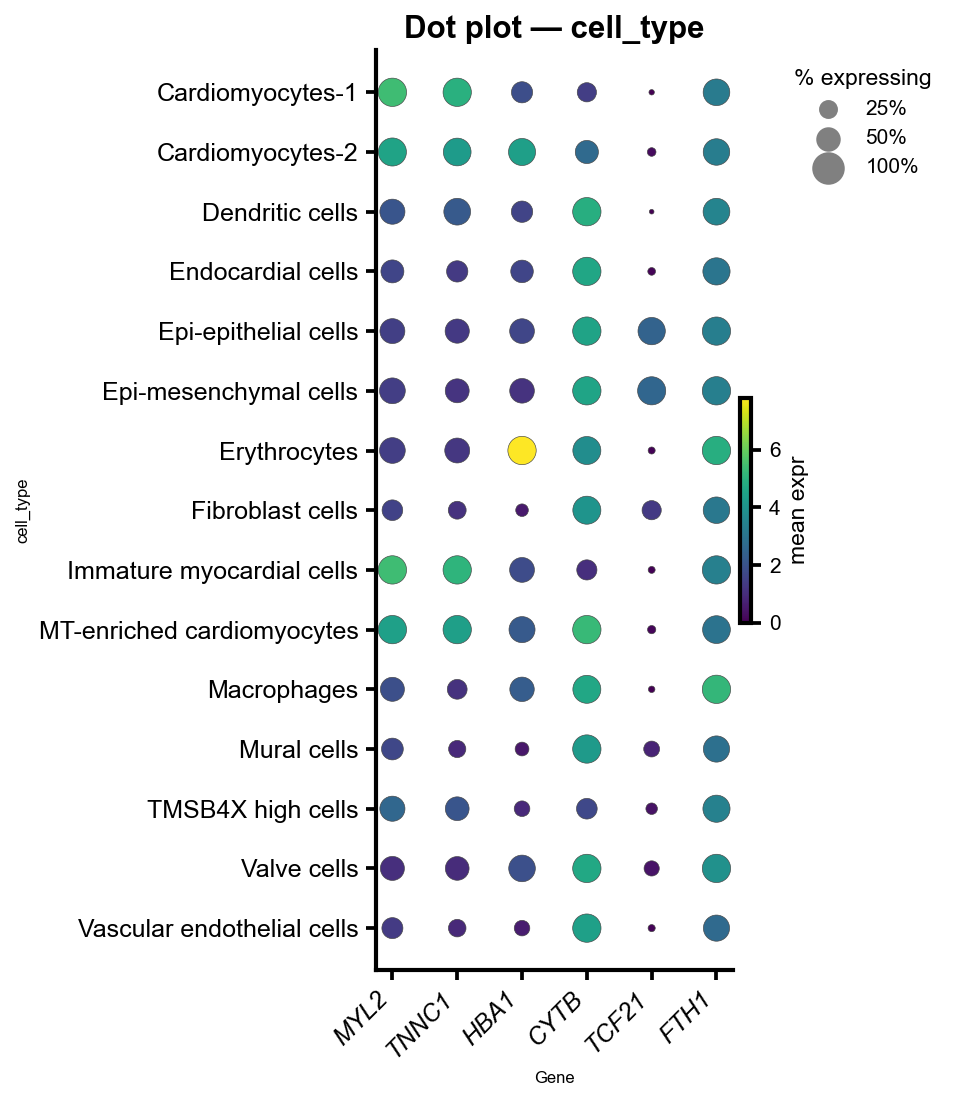 Dot plot — cell_type
% expressing
25%
50%
100%
Cardiomyocytes-1
Cardiomyocytes-2
Dendritic cells
Endocardial cells
Epi-epithelial cells
Epi-mesenchymal cells
Erythrocytes
Fibroblast cells
Immature myocardial cells
MT-enriched cardiomyocytes
Macrophages
Mural cells
TMSB4X high cells
Valve cells
Vascular endothelial cells
cell_type
6
4
2
0
mean expr
MYL2
TNNC1
HBA1
CYTB
TCF21
FTH1
Gene